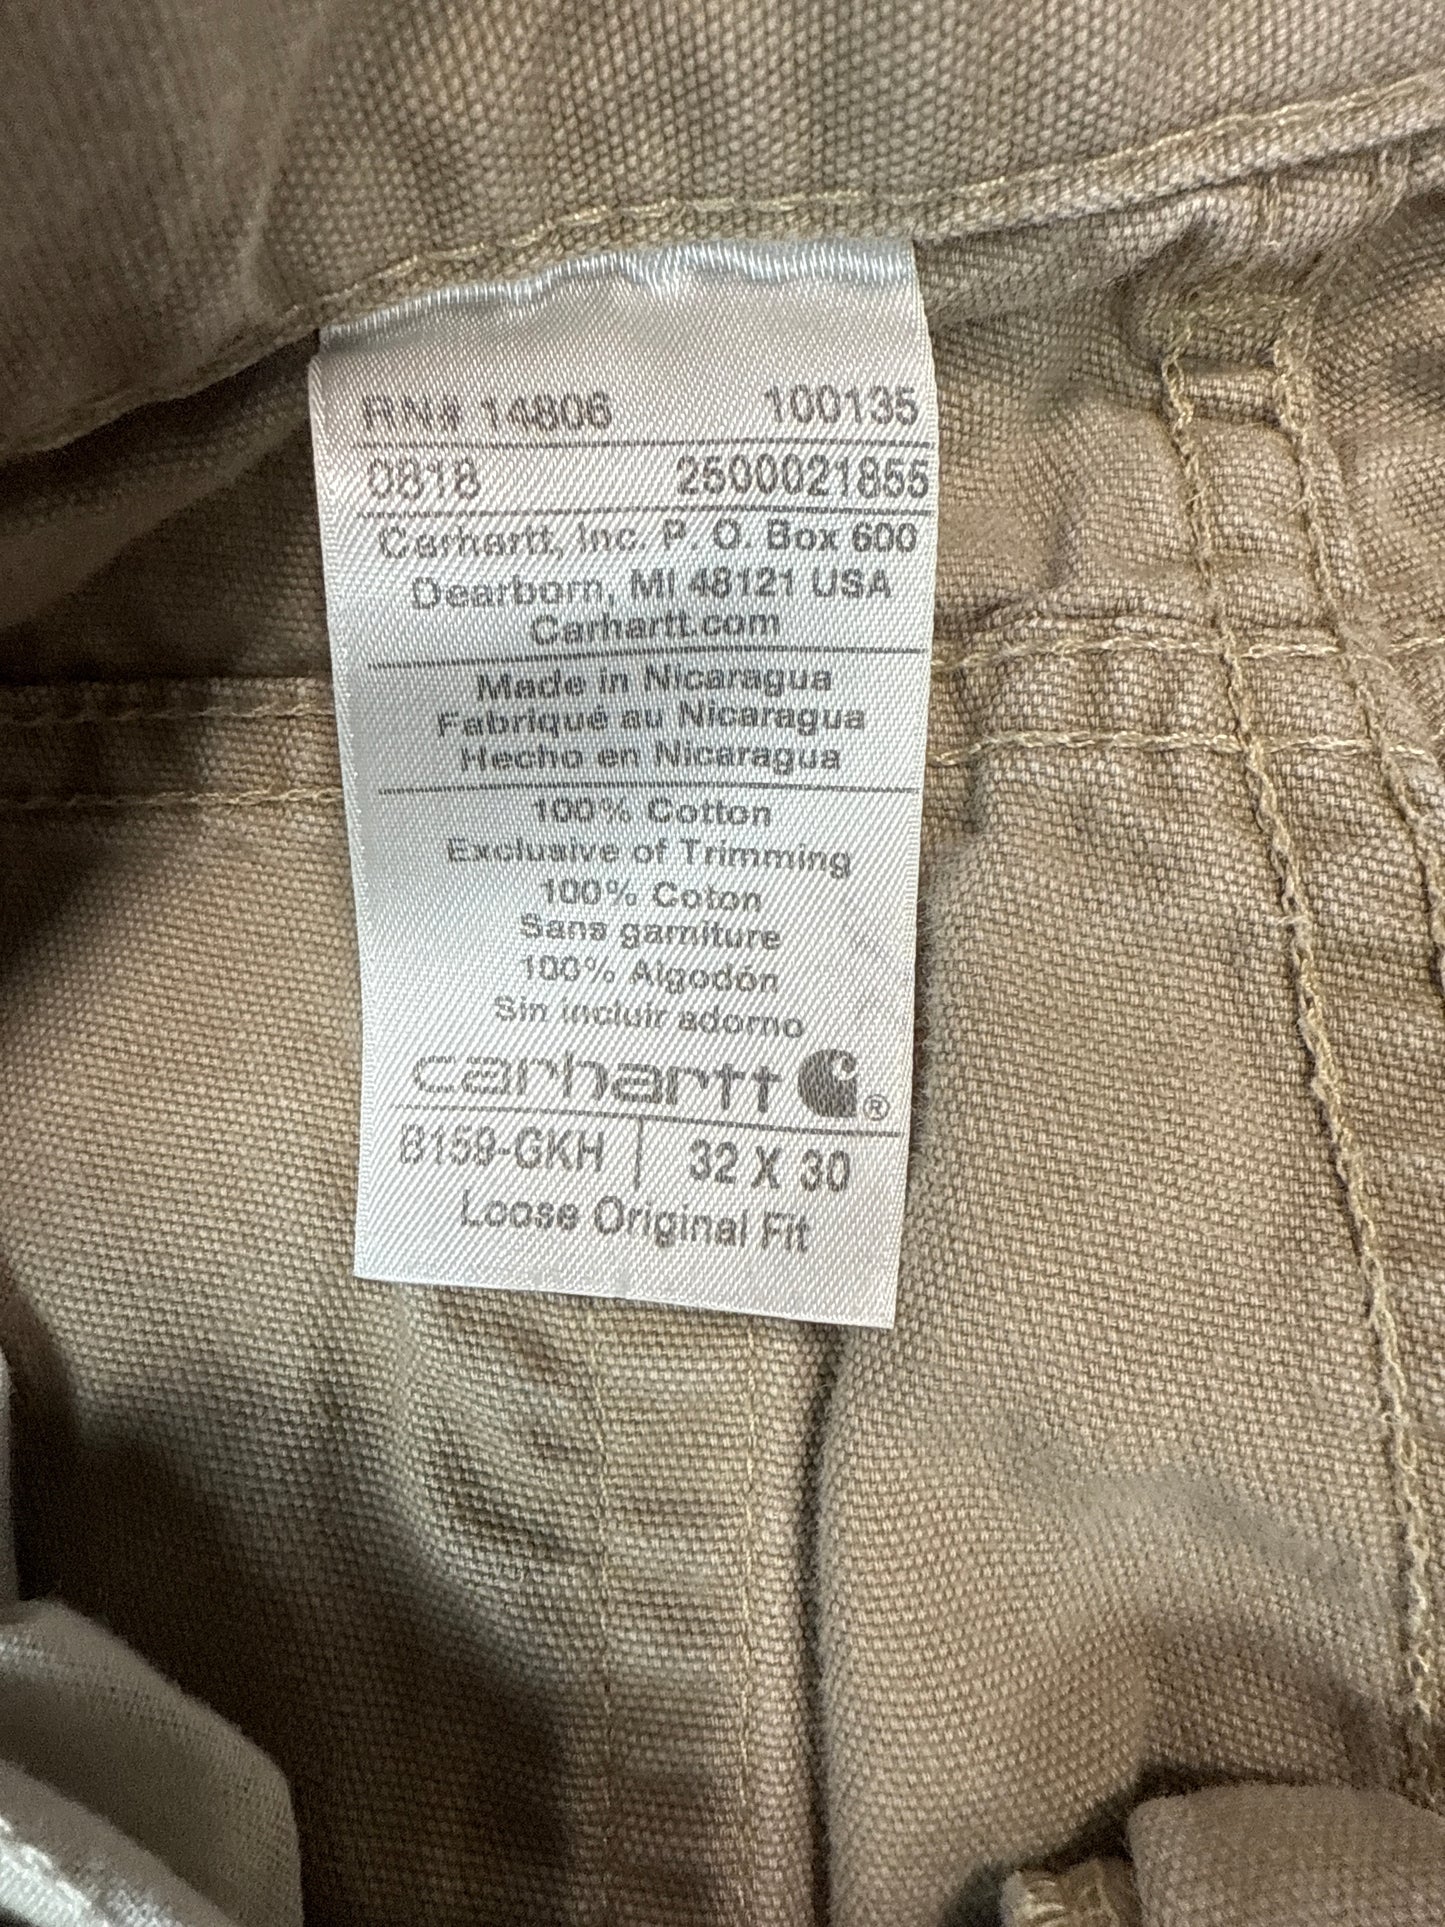 RN# 14806 100135
0818 2500021855
Carhartt, Inc. P. O. Box 600
Dearborn, MI 48121 USA
Carhartt.com
Made in Nicaragua
Fabriqué au Nicaragua
Hecho en Nicaragua
100% Cotton
Exclusive of Trimming
100% Coton
Sans garniture
100% Algodón
Sin incluir adorno
carhartt ®
B159-GKH | 32 X 30
Loose Original Fit